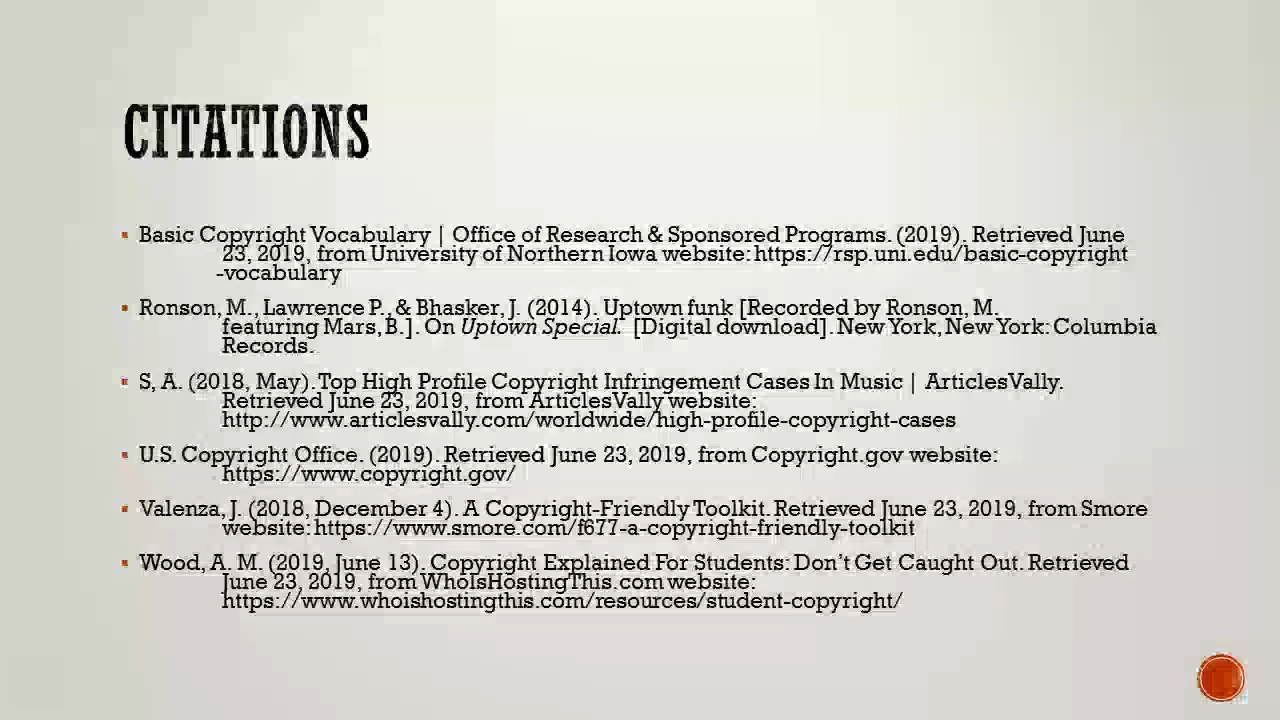 CITATIONS
▪ Basic Copyright Vocabulary | Office of Research & Sponsored Programs. (2019). Retrieved June
23, 2019, from University of Northern Iowa website: https://rsp.uni.edu/basic-copyright
-vocabulary
▪ Ronson, M., Lawrence P., & Bhasker, J. (2014). Uptown funk [Recorded by Ronson, M.
featuring Mars, B.]. On Uptown Special. [Digital download]. New York, New York: Columbia
Records.
▪ S, A. (2018, May). Top High Profile Copyright Infringement Cases In Music | ArticlesVally.
Retrieved June 23, 2019, from ArticlesVally website:
http://www.articlesvally.com/worldwide/high-profile-copyright-cases
▪ U.S. Copyright Office. (2019). Retrieved June 23, 2019, from Copyright.gov website:
https://www.copyright.gov/
▪ Valenza, J. (2018, December 4). A Copyright-Friendly Toolkit. Retrieved June 23, 2019, from Smore
website: https://www.smore.com/f677-a-copyright-friendly-toolkit
▪ Wood, A. M. (2019, June 13). Copyright Explained For Students: Don’t Get Caught Out. Retrieved
June 23, 2019, from WhoIsHostingThis.com website:
https://www.whoishostingthis.com/resources/student-copyright/